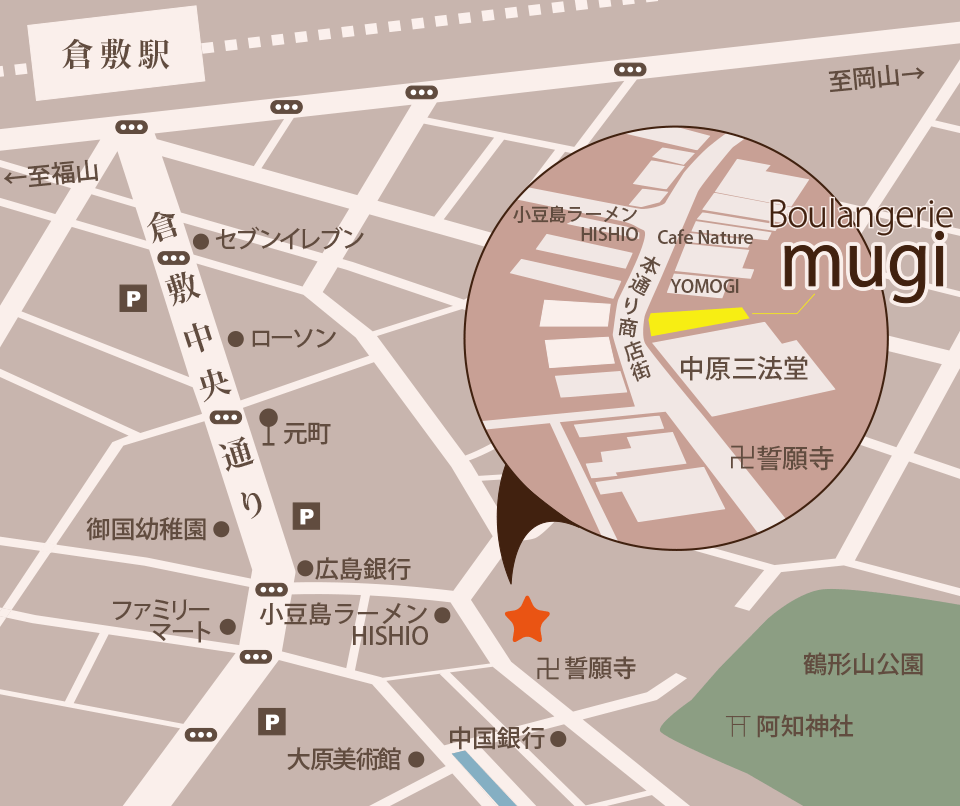 倉敷駅
至岡山→
←至福山
倉敷中央通り
セブンイレブン
P
ローソン
元町
P
御国幼稚園
広島銀行
ファミリー
マート
小豆島ラーメン
HISHIO
卍誓願寺
P
大原美術館
中国銀行
鶴形山公園
阿知神社
小豆島ラーメン
HISHIO
Cafe Nature
本通り商店街
YOMOGI
Boulangerie
mugi
中原三法堂
卍誓願寺